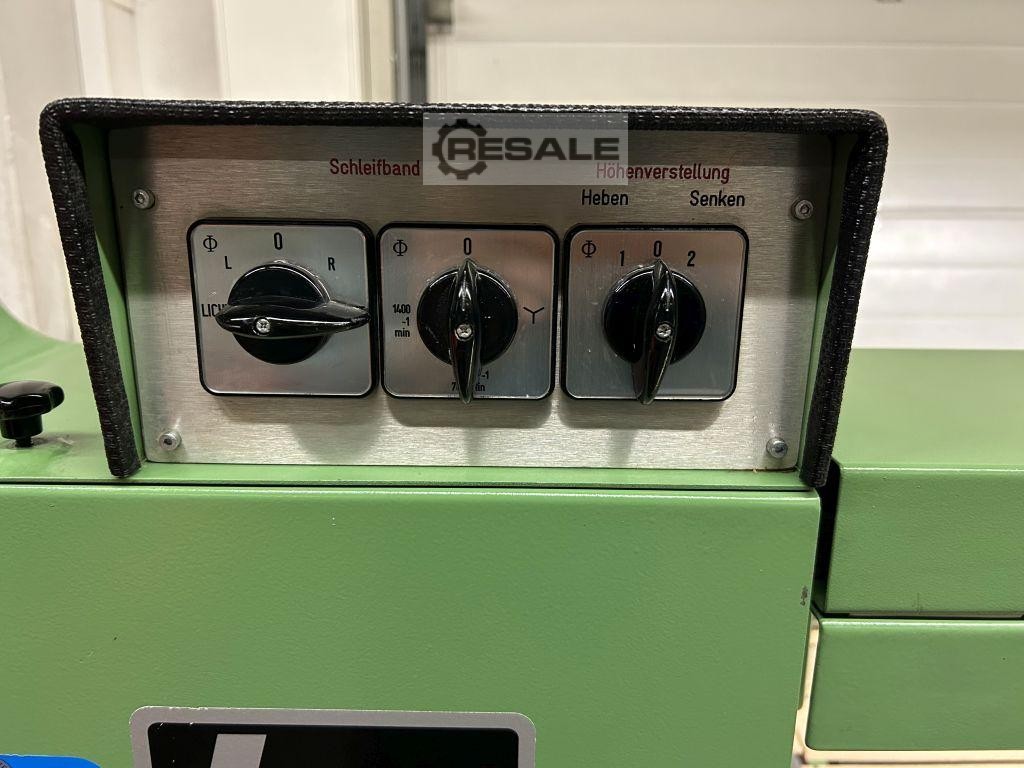 RESALE
Schleifband
Höhenverstellung
Heben Senken
0
L R
0
1400
-1
min
0
1 2